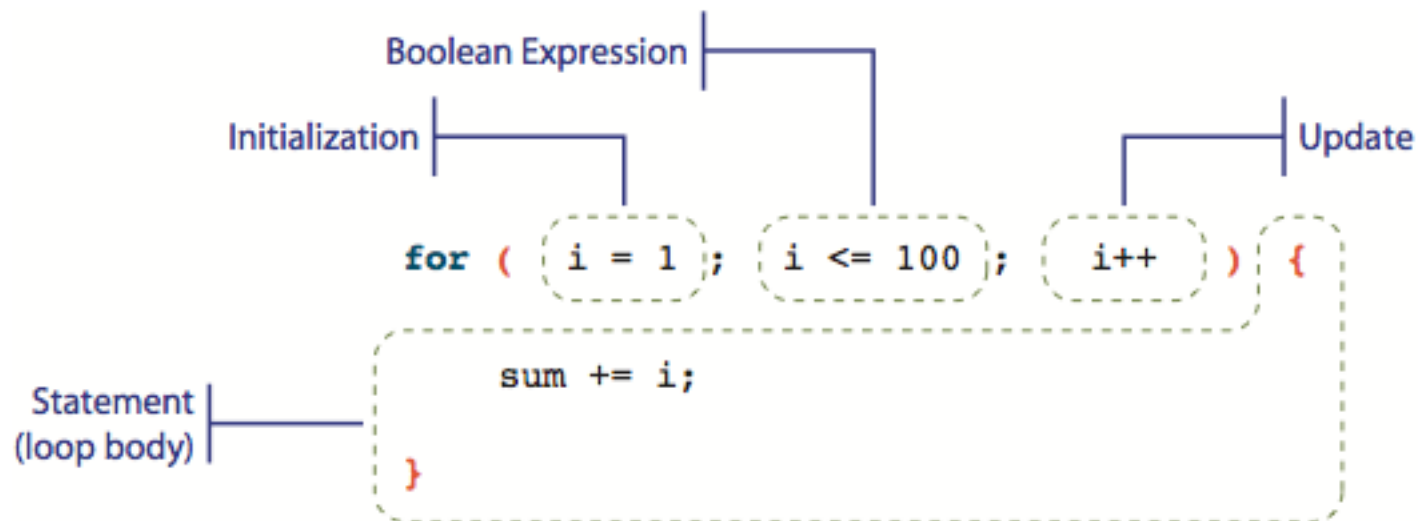 Boolean Expression
Initialization
Update
for ( i = 1; i <= 100; i++ ) {
sum += i;
Statement
(loop body)
}